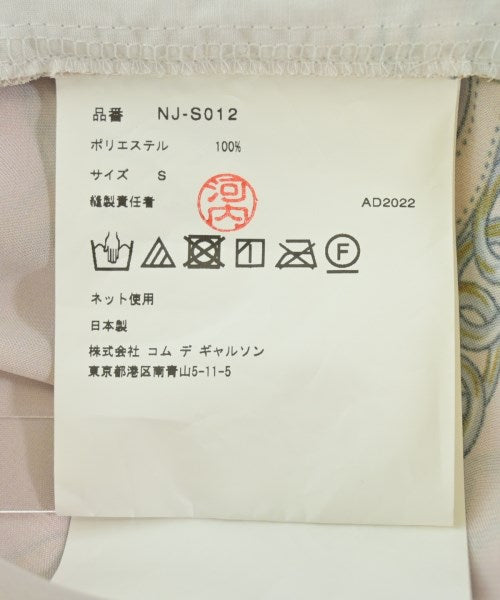 品番 NJ-S012
ポリエステル 100%
サイズ S
縫製責任者 河内 AD2022
F
ネット使用
日本製
株式会社 コム デ ギャルソン
東京都港区南青山5-11-5